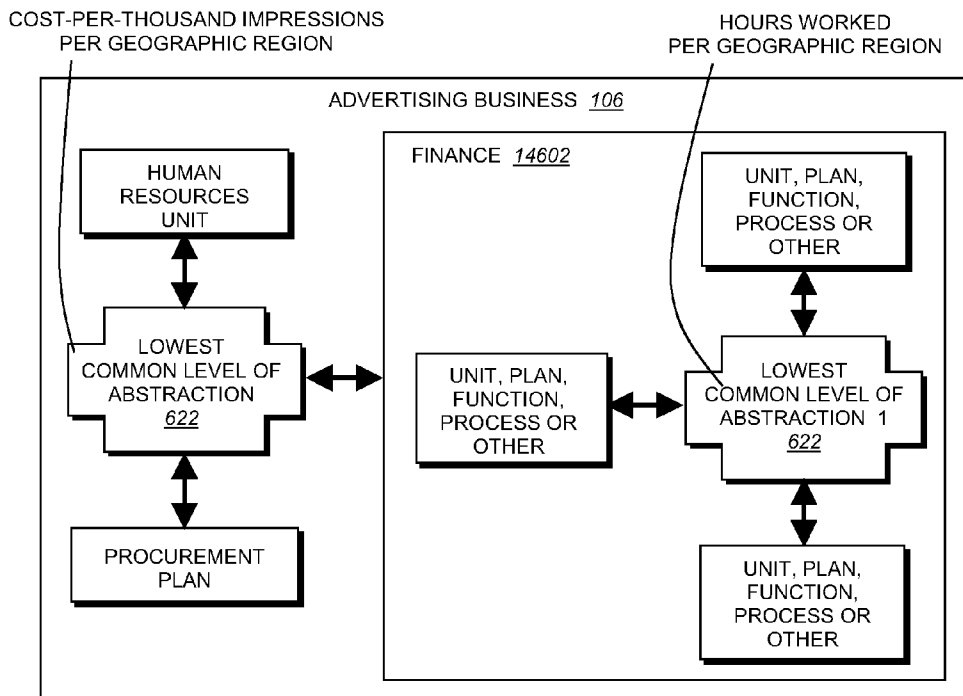 COST-PER-THOUSAND IMPRESSIONS
PER GEOGRAPHIC REGION
HOURS WORKED
PER GEOGRAPHIC REGION
ADVERTISING BUSINESS 106
HUMAN
RESOURCES
UNIT
LOWEST
COMMON LEVEL OF
ABSTRACTION
622
PROCUREMENT
PLAN
FINANCE 14602
UNIT, PLAN,
FUNCTION,
PROCESS OR
OTHER
UNIT, PLAN,
FUNCTION,
PROCESS OR
OTHER
LOWEST
COMMON LEVEL OF
ABSTRACTION 1
622
UNIT, PLAN,
FUNCTION,
PROCESS OR
OTHER